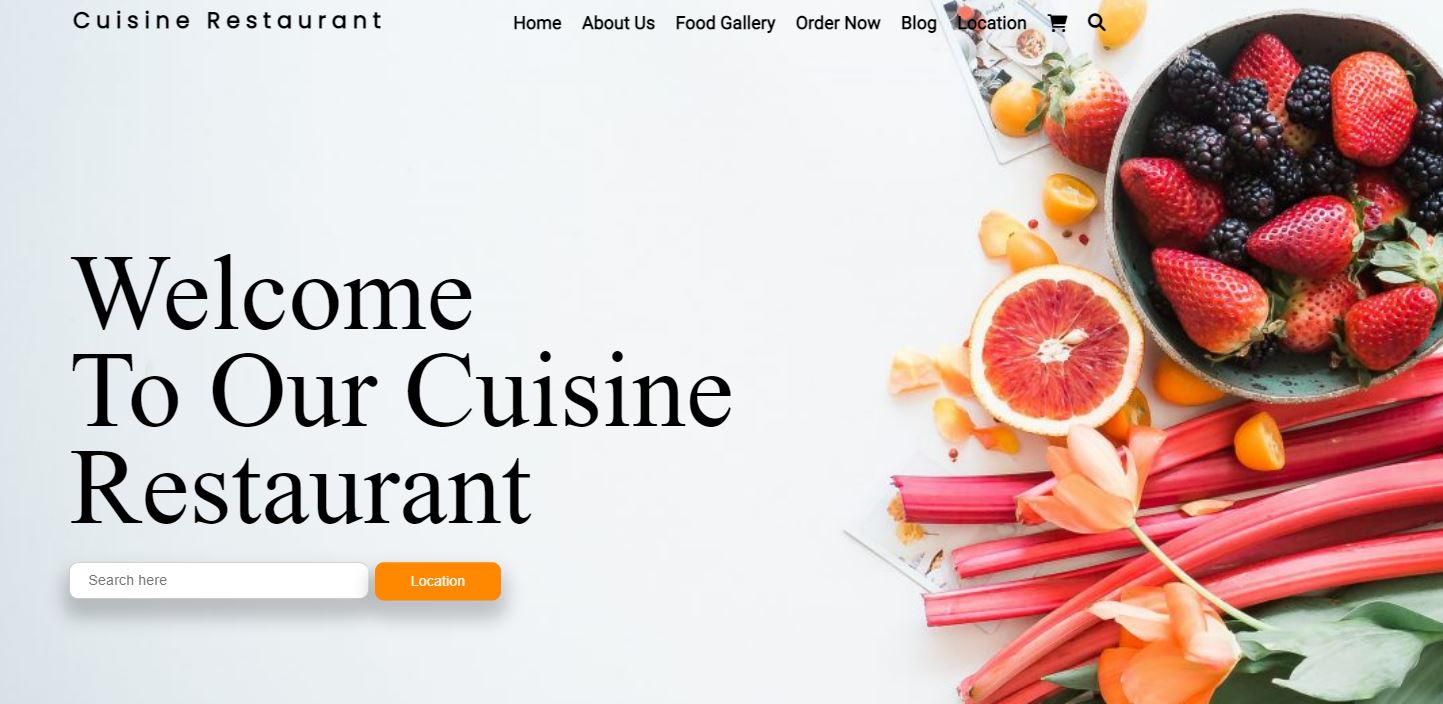 Cuisine Restaurant
Home About Us Food Gallery Order Now Blog Location
Welcome
To Our Cuisine
Restaurant
Search here Location